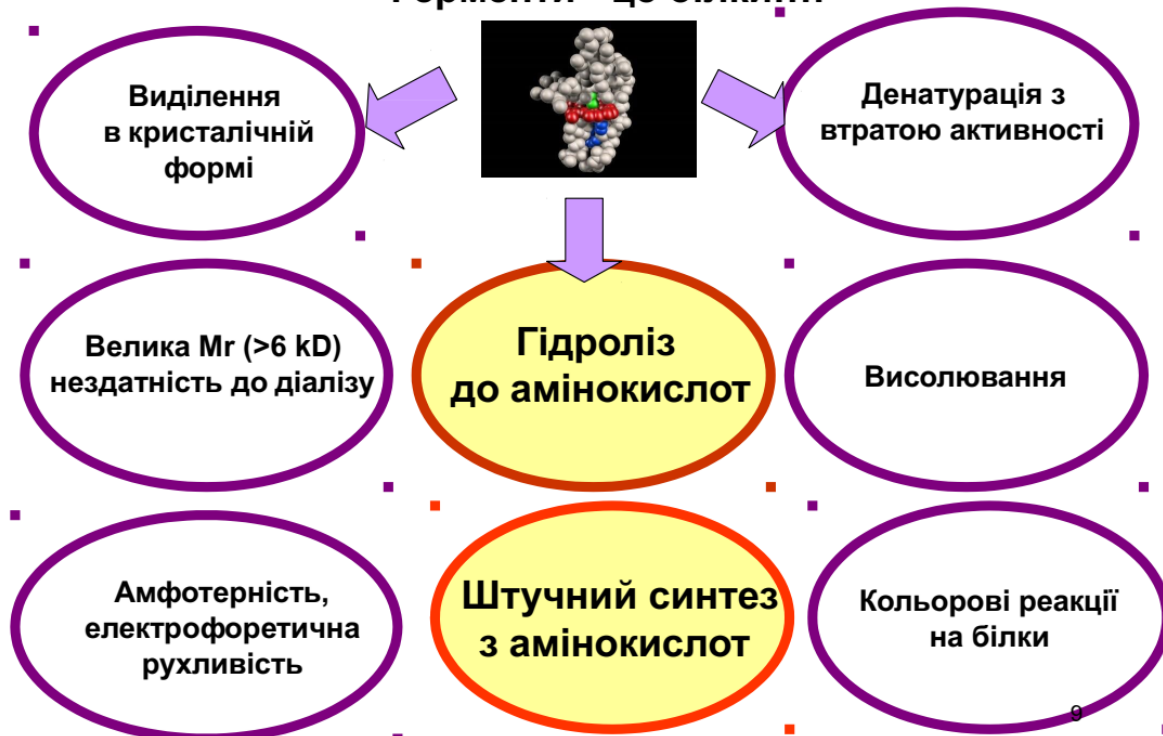 Виділення
в кристалічній
формі
Денатурація з
втратою активності
Велика Mr (>6 kD)
нездатність до діалізу
Гідроліз
до амінокислот
Висолювання
Амфотерність,
електрофоретична
рухливість
Штучний синтез
з амінокислот
Кольорові реакції
на білки
9